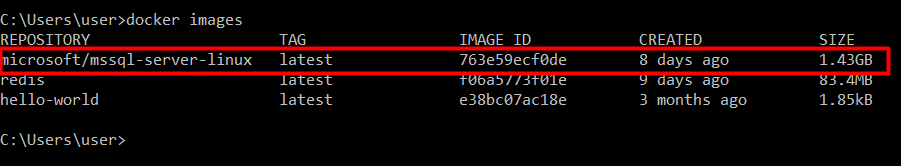 C:\Users\user>docker images
REPOSITORY TAG IMAGE ID CREATED SIZE
microsoft/mssql-server-linux latest 763e59ecf0de 8 days ago 1.43GB
redis latest f06a5773f01e 9 days ago 83.4MB
hello-world latest e38bc07ac18e 3 months ago 1.85kB
C:\Users\user>